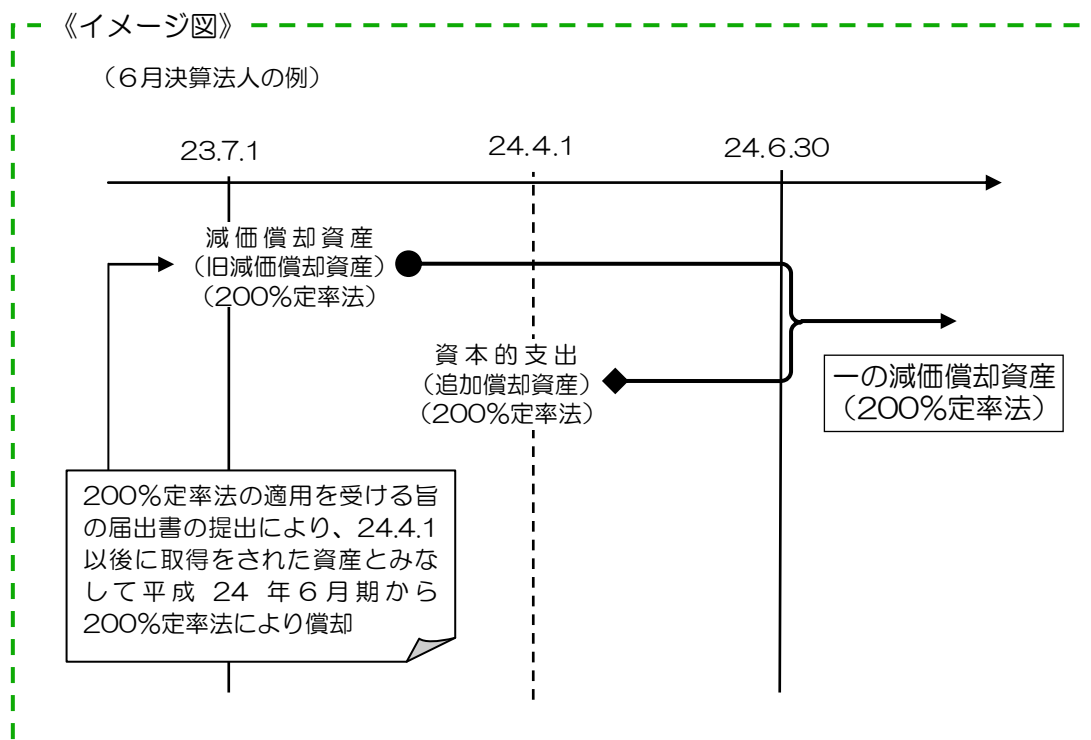 《イメージ図》
（６月決算法人の例）
23.7.1
24.4.1
24.6.30
減価償却資産
（旧減価償却資産）
（200％定率法）
資本的支出
（追加償却資産）
（200％定率法）
一の減価償却資産
（200％定率法）
200％定率法の適用を受ける旨
の届出書の提出により、24.4.1
以後に取得をされた資産とみな
して平成 24 年６月期から
200％定率法により償却